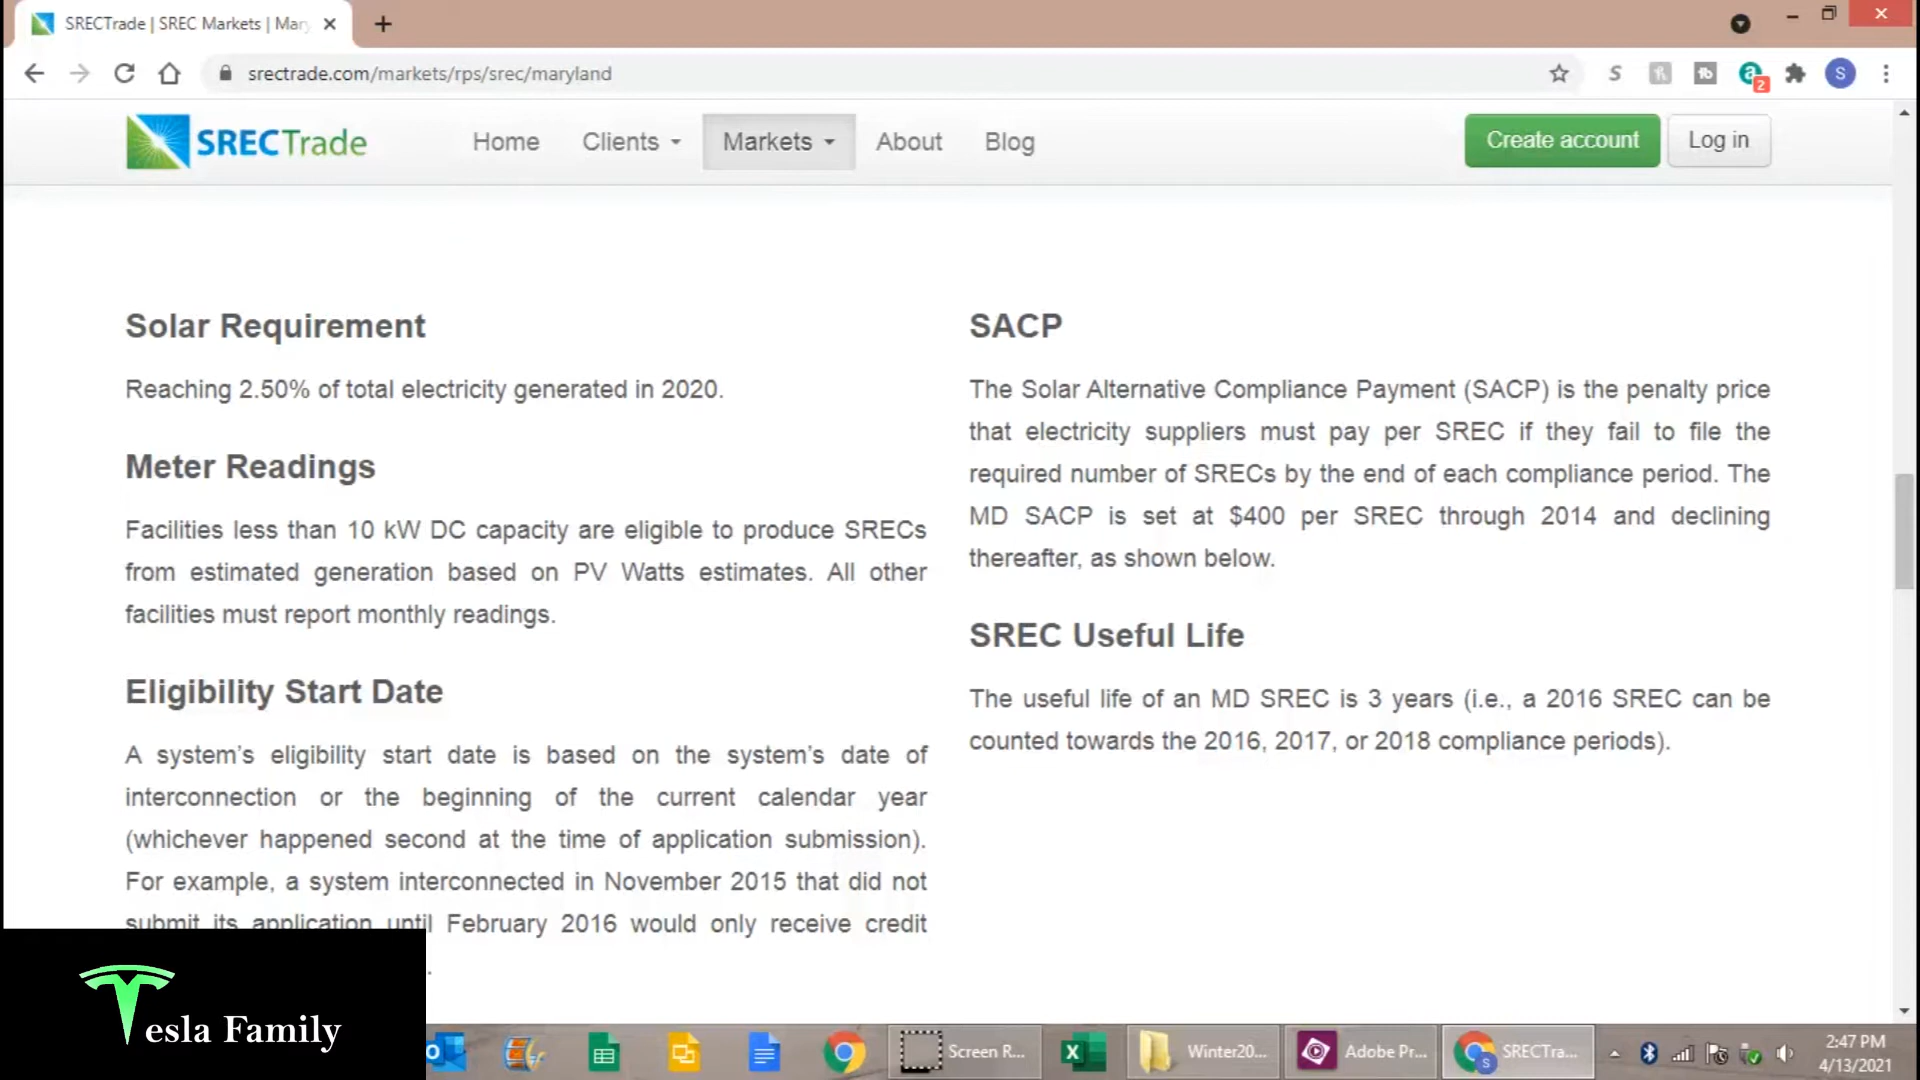 SRECTrade | SREC Markets | Mary
srectrade.com/markets/rps/srec/maryland
S
2
S
SRECTrade
Home
Clients
Markets
About
Blog
Create account
Log in
Solar Requirement
Reaching 2.50% of total electricity generated in 2020.
Meter Readings
Facilities less than 10 kW DC capacity are eligible to produce SRECs
from estimated generation based on PV Watts estimates. All other
facilities must report monthly readings.
Eligibility Start Date
A system’s eligibility start date is based on the system’s date of
interconnection or the beginning of the current calendar year
(whichever happened second at the time of application submission).
For example, a system interconnected in November 2015 that did not
submit its application until February 2016 would only receive credit
SACP
The Solar Alternative Compliance Payment (SACP) is the penalty price
that electricity suppliers must pay per SREC if they fail to file the
required number of SRECs by the end of each compliance period. The
MD SACP is set at $400 per SREC through 2014 and declining
thereafter, as shown below.
SREC Useful Life
The useful life of an MD SREC is 3 years (i.e., a 2016 SREC can be
counted towards the 2016, 2017, or 2018 compliance periods).
Tesla Family
Screen R...
Winter20...
Adobe Pr...
SRECTra...
2:47 PM
4/13/2021